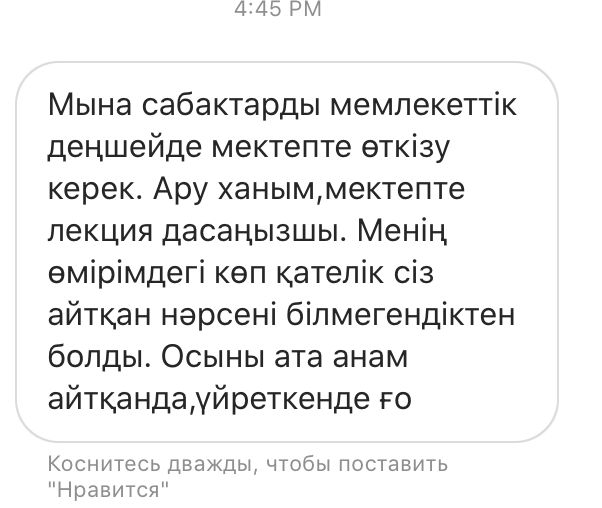 4:45 PM
Мына сабактарды мемлекеттік
деңшейде мектепте өткізу
керек. Ару ханым,мектепте
лекция дасаңызшы. Менің
өмірімдегі көп қателік сіз
айтқан нәрсені білмегендіктен
болды. Осыны ата анам
айтқанда,үйреткенде ғо
Коснитесь дважды, чтобы поставить
"Нравится"